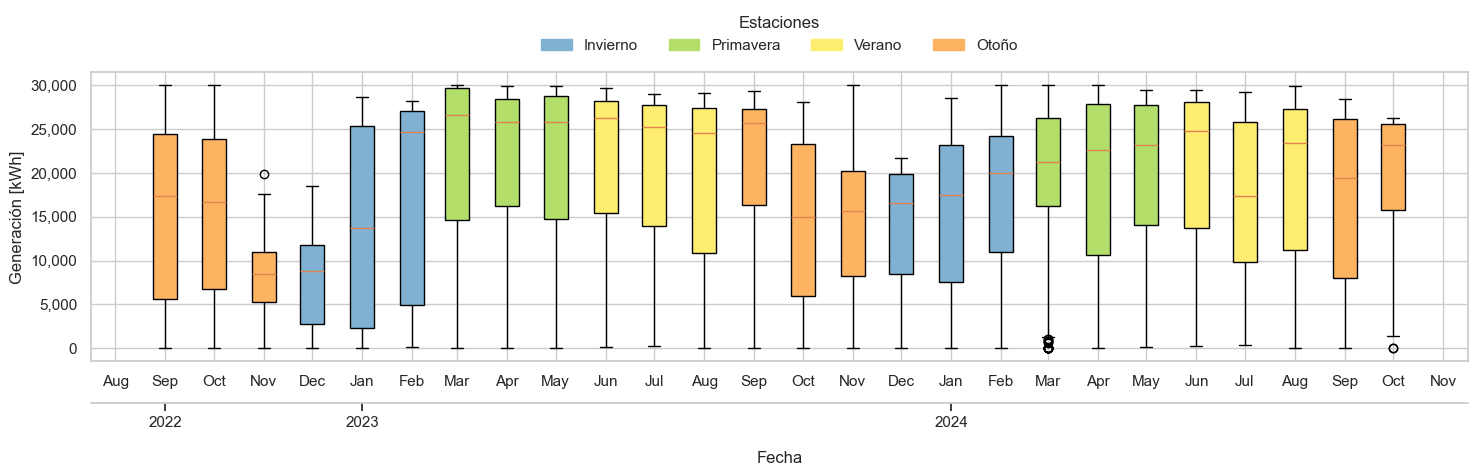 Estaciones
Invierno Primavera Verano Otoño
Generación [kWh]
30,000
25,000
20,000
15,000
10,000
5,000
0
Aug Sep Oct Nov Dec Jan Feb Mar Apr May Jun Jul Aug Sep Oct Nov Dec Jan Feb Mar Apr May Jun Jul Aug Sep Oct Nov
2022 2023 2024
Fecha